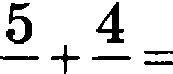 5 + 4 =